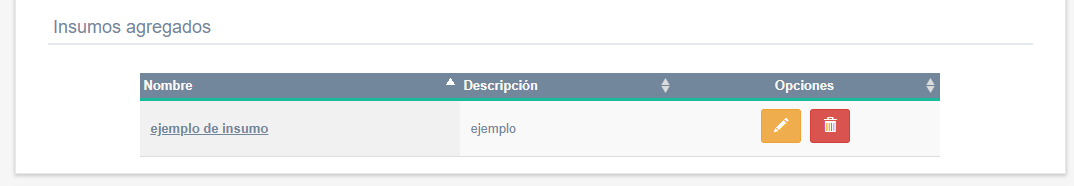 Insumos agregados
Nombre Descripción Opciones
ejemplo de insumo ejemplo